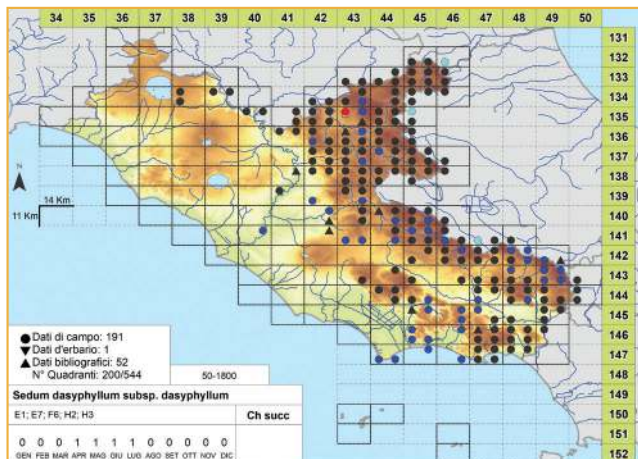 34 35 36 37 38 39 40 41 42 43 44 45 46 47 48 49 50
131
132
133
134
135
136
137
138
139
N
14 Km
140
11 Km
141
142
143
144
145
Dati di campo: 191
146
Dati d'erbario: 1
Dati bibliografici: 52
147
N° Quadranti: 200/544
50-1800
148
Sedum dasyphyllum subsp. dasyphyllum
149
E1; E7; F6; H2; H3
Ch succ
150
151
0 0 0 1 1 1 1 0 0 0 0 0
GEN FEB MAR APR MAG GIU LUG AGO SET OTT NOV DIC
152